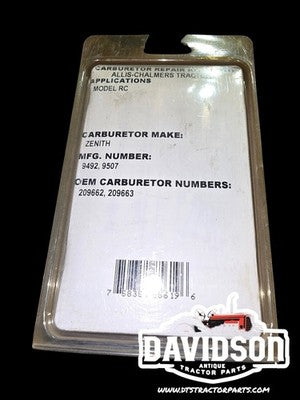 CARBURETOR REPAIR
ALLIS-CHALMERS
APPLICATIONS
MODEL RC
CARBURETOR MAKE:
ZENITH
MFG. NUMBER:
9492, 9507
OEM CARBURETOR NUMBERS:
209662, 209663
DAVIDSON
ANTIQUE
TRACTOR PARTS
WWW.DTSTRACTORPARTS.COM